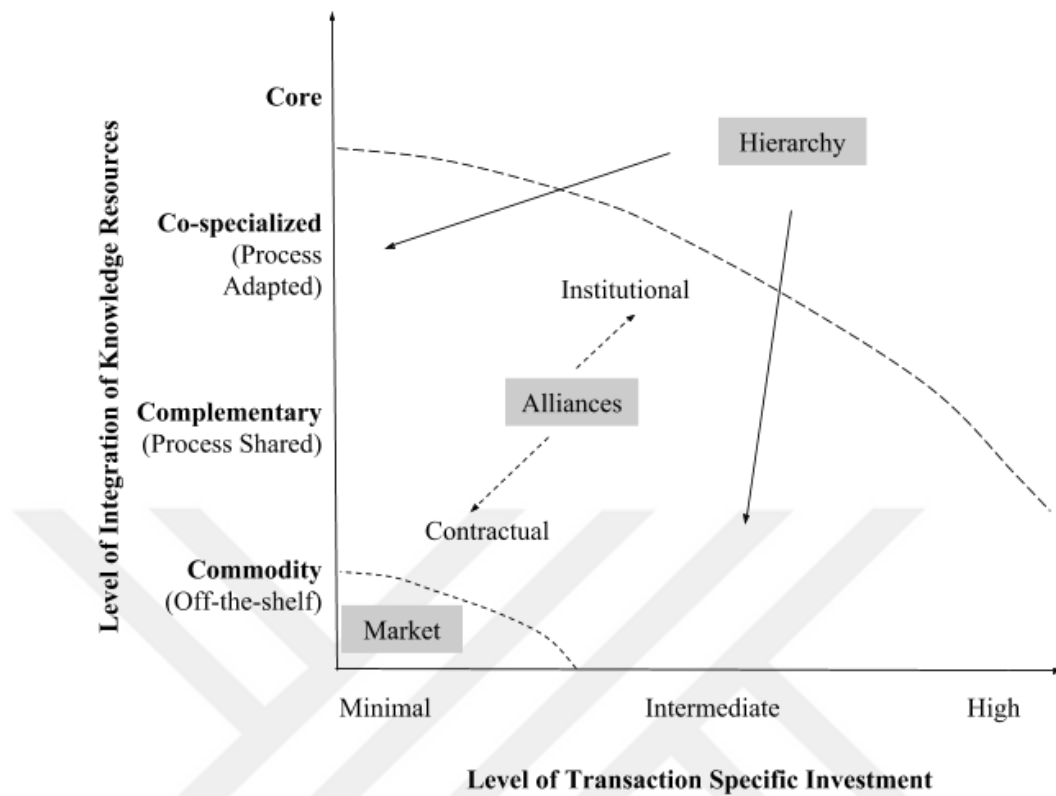 Level of Integration of Knowledge Resources
Core
Hierarchy
Co-specialized
(Process
Adapted)
Institutional
Alliances
Complementary
(Process Shared)
Contractual
Commodity
(Off-the-shelf)
Market
Minimal
Intermediate
High
Level of Transaction Specific Investment